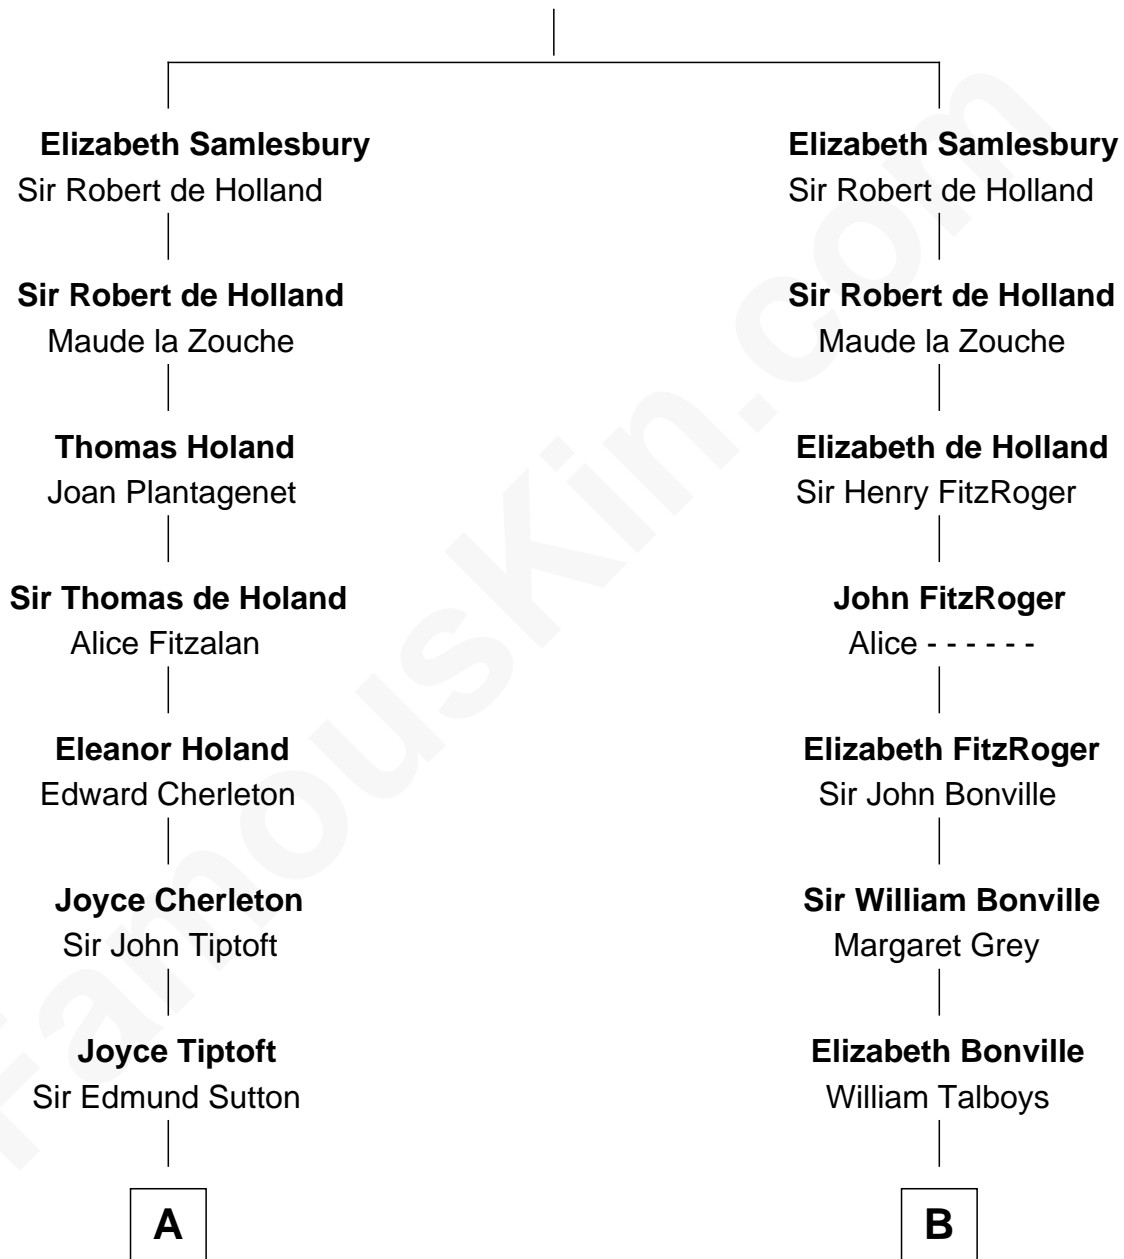 Elizabeth Samlesbury
Sir Robert de Holland
Sir Robert de Holland
Maude la Zouche
Thomas Holand
Joan Plantagenet
Sir Thomas de Holand
Alice Fitzalan
Eleanor Holand
Edward Cherleton
Joyce Cherleton
Sir John Tiptoft
Joyce Tiptoft
Sir Edmund Sutton
A
Elizabeth Samlesbury
Sir Robert de Holland
Sir Robert de Holland
Maude la Zouche
Elizabeth de Holland
Sir Henry FitzRoger
John FitzRoger
Alice - - - - - -
Elizabeth FitzRoger
Sir John Bonville
Sir William Bonville
Margaret Grey
Elizabeth Bonville
William Talboys
B
FamousKin.com